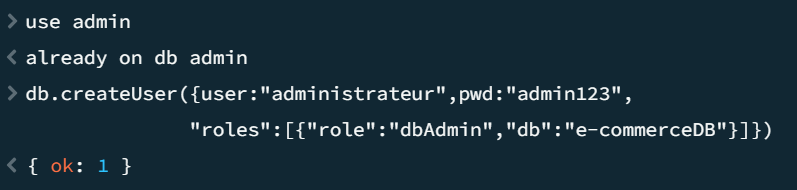 > use admin
< already on db admin
> db.createUser({user:"administrateur",pwd:"admin123",
"roles":[{"role":"dbAdmin","db":"e-commerceDB"}]})
< { ok: 1 }